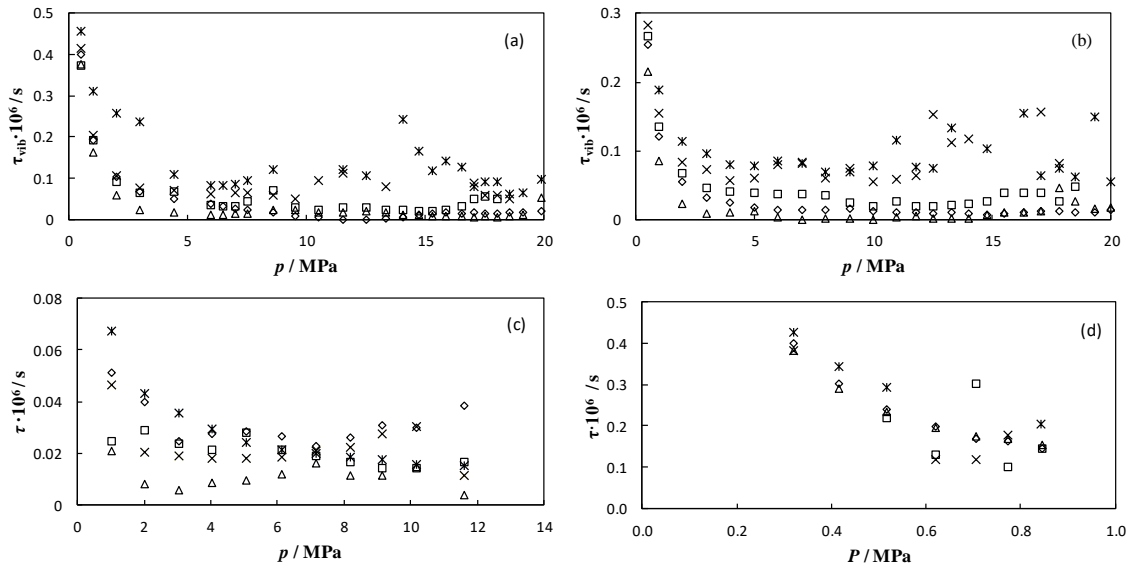 0.5
0.4
0.3
0.2
0.1
0
τvib·10⁶/ s
(a)
0 5 10 15 20
p / MPa
0.3
0.2
0.1
0
τvib·10⁶/ s
(b)
0 5 10 15 20
p / MPa
0.08
0.06
0.04
0.02
0
τ·10⁶/ s
(c)
0 2 4 6 8 10 12 14
p / MPa
0.5
0.4
0.3
0.2
0.1
0.0
τ·10⁶ / s
(d)
0.0 0.2 0.4 0.6 0.8 1.0
P / MPa